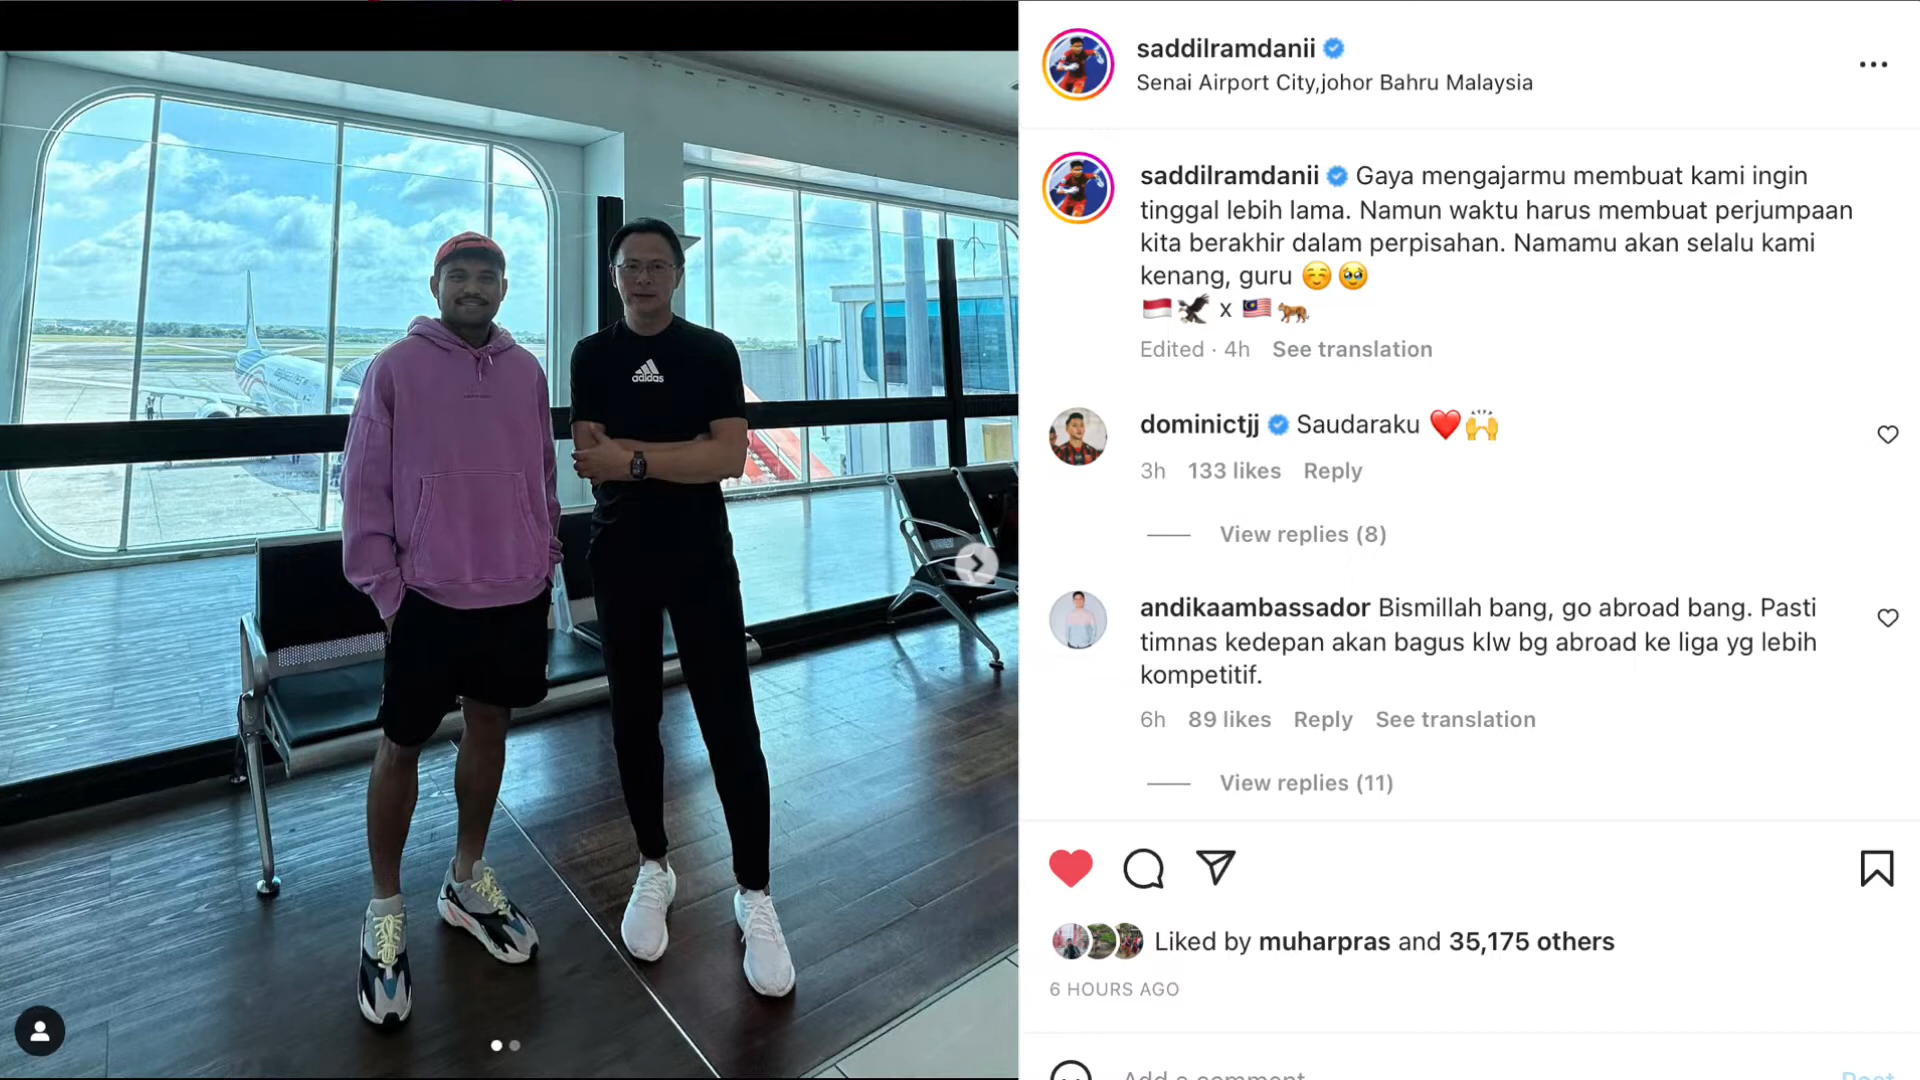 adidas
saddilramdanii
Senai Airport City,johor Bahru Malaysia
saddilramdanii Gaya mengajarmu membuat kami ingin
tinggal lebih lama. Namun waktu harus membuat perjumpaan
kita berakhir dalam perpisahan. Namamu akan selalu kami
kenang, guru ☺️ 🥹
🇮🇩🦅 x 🇲🇾🐅
Edited · 4h See translation
dominictjj Saudaraku ❤️🙌
3h 133 likes Reply
View replies (8)
andikaambassador Bismillah bang, go abroad bang. Pasti
timnas kedepan akan bagus klw bg abroad ke liga yg lebih
kompetitif.
6h 89 likes Reply See translation
View replies (11)
Liked by muharpras and 35,175 others
6 HOURS AGO
Add a comment
Post